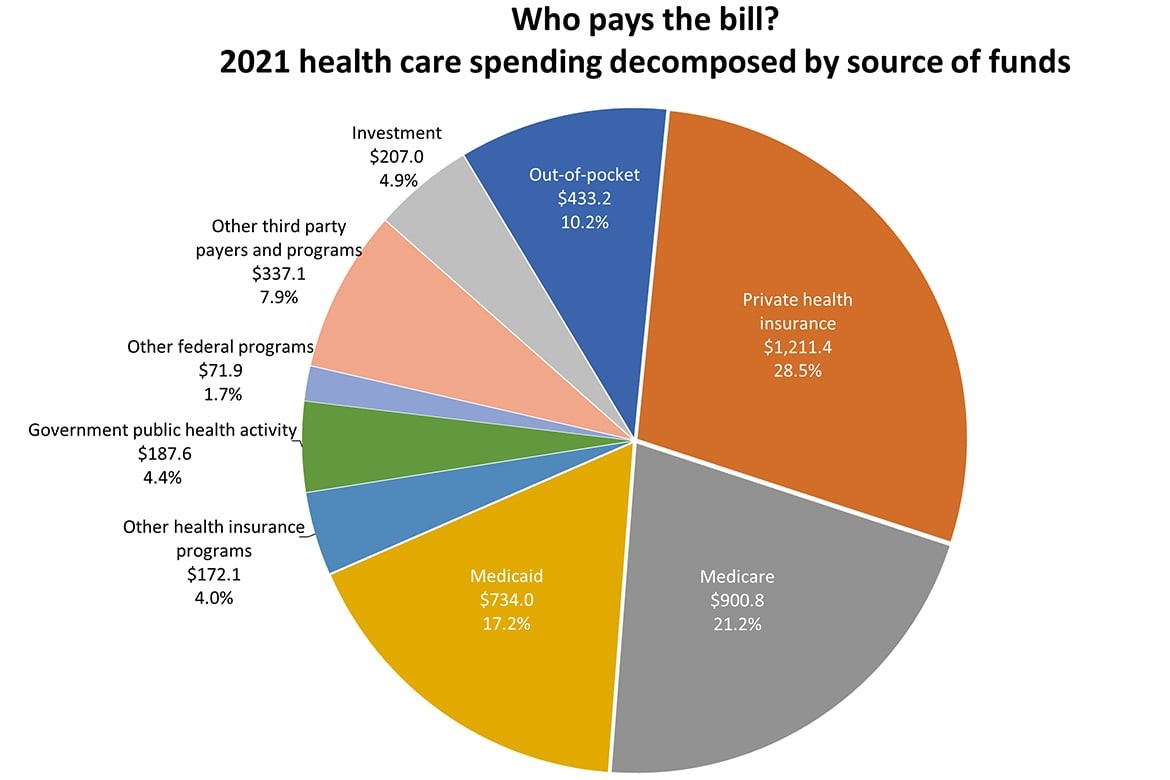 Who pays the bill?
2021 health care spending decomposed by source of funds
Investment
$207.0
4.9%
Out-of-pocket
$433.2
10.2%
Other third party
payers and programs
$337.1
7.9%
Private health
insurance
$1,211.4
28.5%
Other federal programs
$71.9
1.7%
Government public health activity
$187.6
4.4%
Other health insurance
programs
$172.1
4.0%
Medicaid
$734.0
17.2%
Medicare
$900.8
21.2%